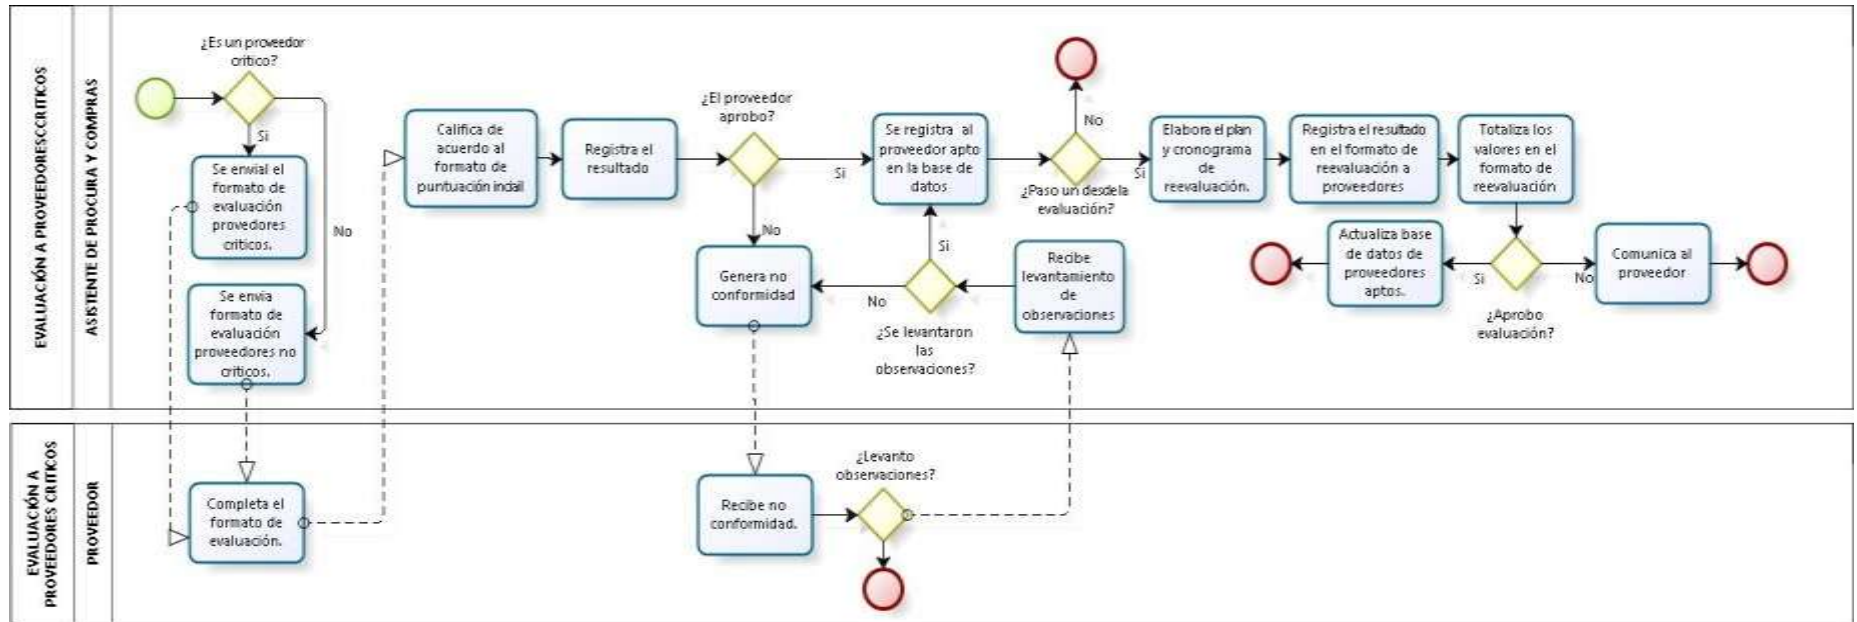 EVALUACIÓN A PROVEEDORESCCRITICOS
ASISTENTE DE PROCURA Y COMPRAS
¿Es un proveedor
critico?
Si
No
Se envial el
formato de
evaluación
provedores
criticos.
Se envia
formato de
evaluación
proveedores no
criticos.
Califica de
acuerdo al
formato de
puntuación inciail
Registra el
resultado
¿El proveedor
aprobo?
Si
No
Genera no
conformidad
Se registra al
proveedor apto
en la base de
datos
Si
No
¿Se levantaron
las
observaciones?
Recibe
levantamiento
de
observaciones
No
Si
¿Paso un desdela
evaluación?
Elabora el plan
y cronograma
de
reevaluación.
Registra el resultado
en el formato de
reevaluación a
proveedores
Totaliza los
valores en el
formato de
reevaluación
Actualiza base
de datos de
proveedores
aptos.
Si
No
¿Aprobo
evaluación?
Comunica al
proveedor
EVALUACIÓN A
PROVEEDORES CRITICOS
PROVEEDOR
Completa el
formato de
evaluación.
Recibe no
conformidad.
¿Levanto
observaciones?